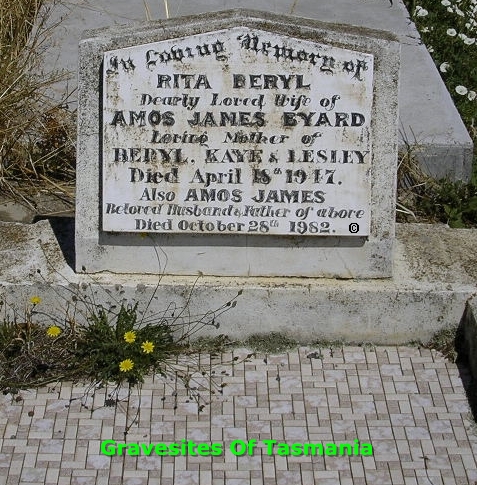 In Loving Memory of
RITA BERYL
Dearly Loved Wife of
AMOS JAMES BYARD
Loving Mother of
BERYL, KAYE & LESLEY
Died April 18th 1947.
Also AMOS JAMES
Beloved Husband & Father of above
Died October 28th 1982.
©
Gravesites Of Tasmania